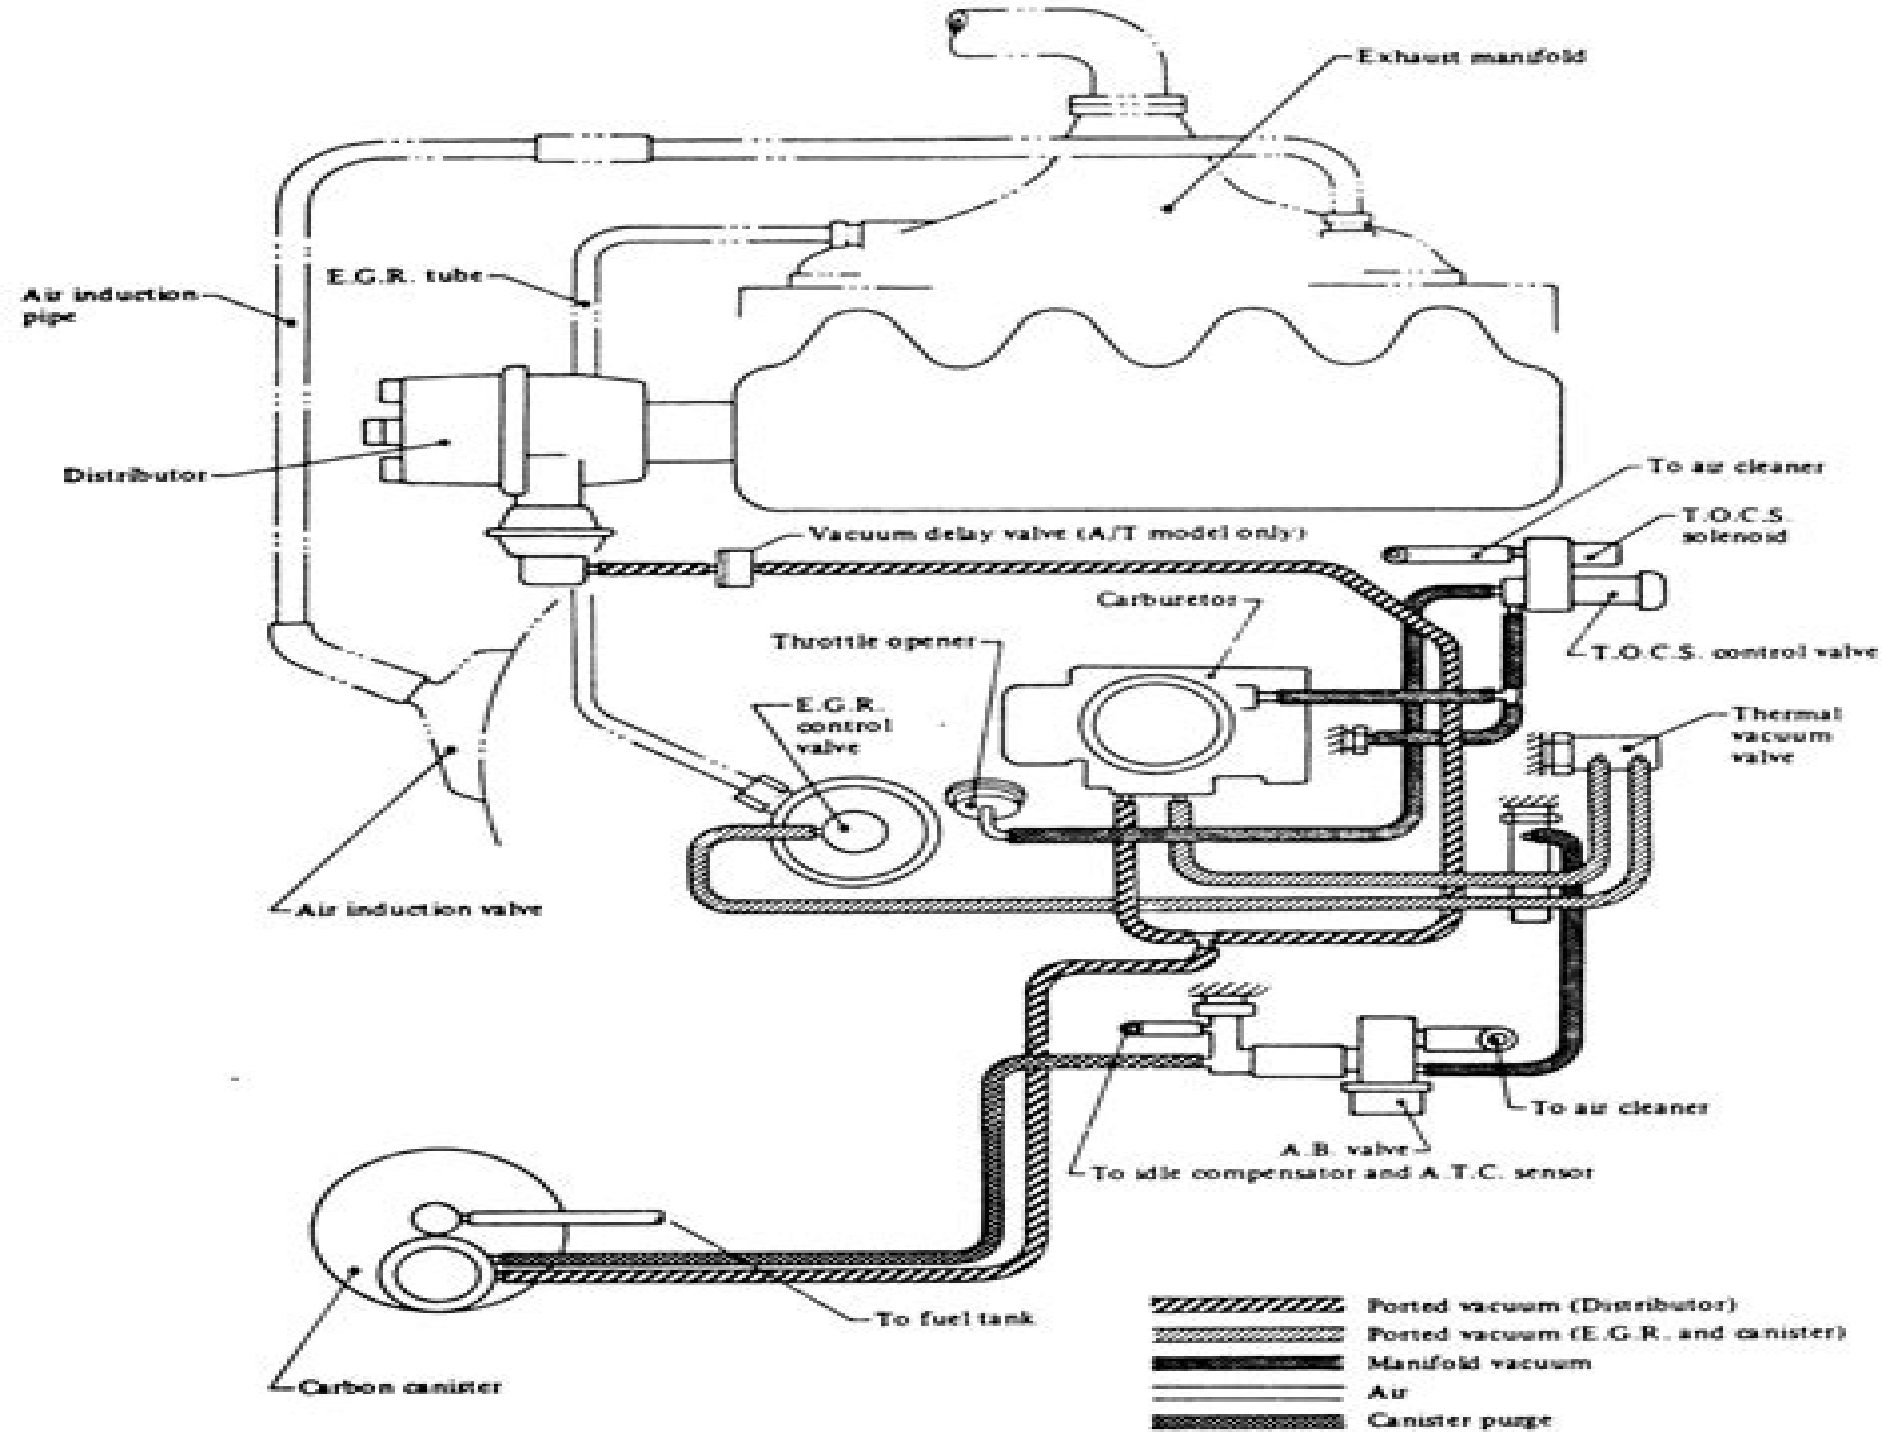 Exhaust manifold
E.G.R. tube
Air induction
pipe
Distributor
To air cleaner
T.O.C.S.
solenoid
Vacuum delay valve (A/T model only)
Carburetor
Throttle opener
T.O.C.S. control valve
E.G.R.
control
valve
Thermal
vacuum
valve
Air induction valve
To air cleaner
A.B. valve
To idle compensator and A.T.C. sensor
To fuel tank
Carbon canister
Ported vacuum (Distributor)
Ported vacuum (E.G.R. and canister)
Manifold vacuum
Air
Canister purge